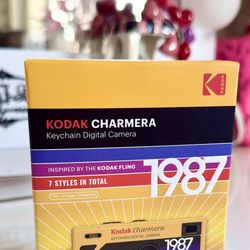 KODAK
KODAK CHARMERA
Keychain Digital Camera
INSPIRED BY THE KODAK FLING
7 STYLES IN TOTAL
1987
Kodak Charmera
KEYCHAIN DIGITAL CAMERA
1987